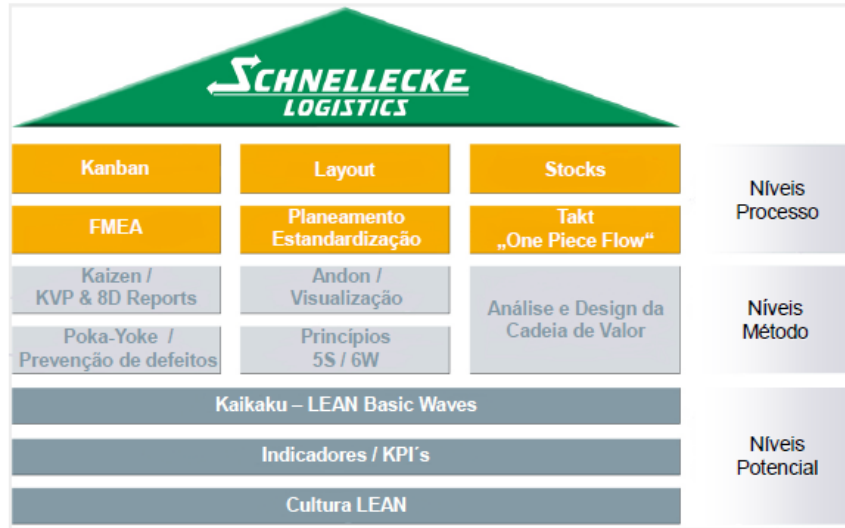 SCHNELLECKE
LOGISTICS
Kanban
Layout
Stocks
Níveis
Processo
FMEA
Planeamento
Estandardização
Takt
„One Piece Flow“
Kaizen /
KVP & 8D Reports
Andon /
Visualização
Análise e Design da
Cadeia de Valor
Níveis
Método
Poka-Yoke /
Prevenção de defeitos
Princípios
5S / 6W
Kaikaku – LEAN Basic Waves
Indicadores / KPI´s
Níveis
Potencial
Cultura LEAN